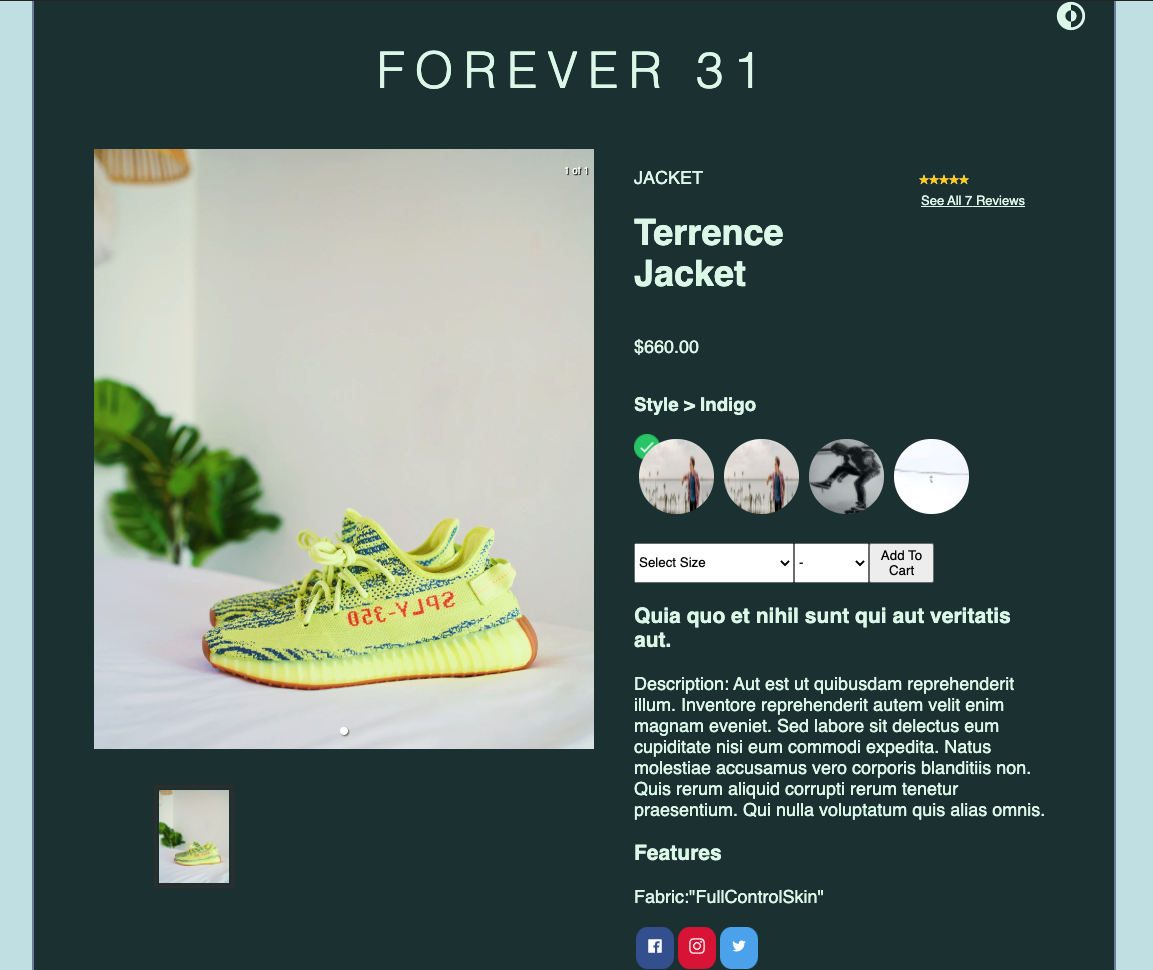 FOREVER 31
1 of 1
JACKET
★★★★★
See All 7 Reviews
Terrence
Jacket
$660.00
Style > Indigo
Select Size
-
Add To
Cart
SPLY-350
Quia quo et nihil sunt qui aut veritatis
aut.
Description: Aut est ut quibusdam reprehenderit
illum. Inventore reprehenderit autem velit enim
magnam eveniet. Sed labore sit delectus eum
cupiditate nisi eum commodi expedita. Natus
molestiae accusamus vero corporis blanditiis non.
Quis rerum aliquid corrupti rerum tenetur
praesentium. Qui nulla voluptatum quis alias omnis.
Features
Fabric:"FullControlSkin"